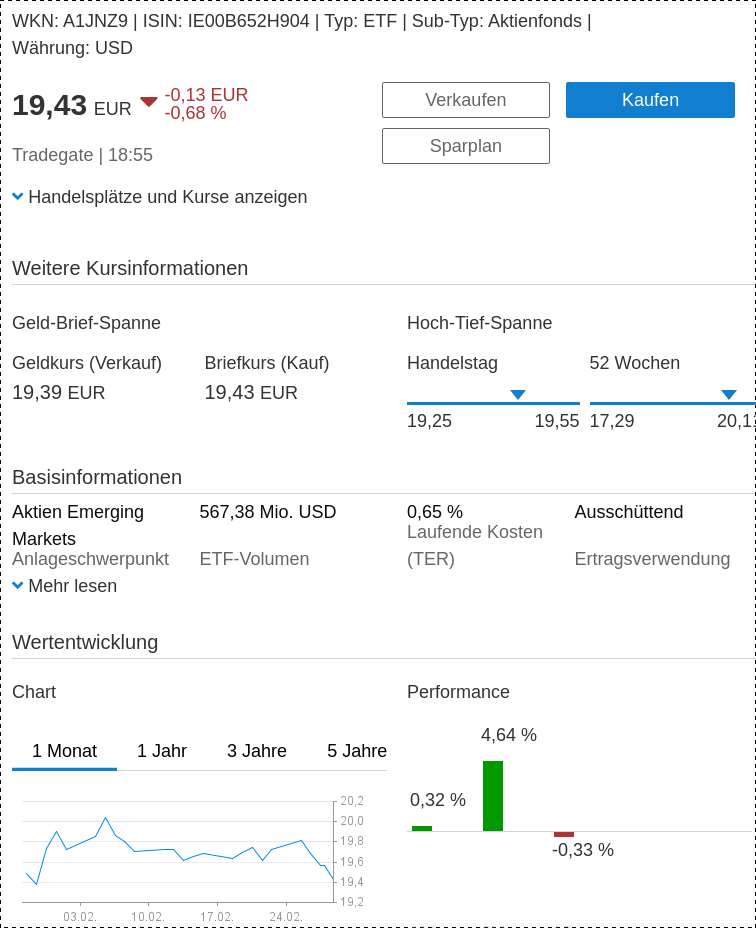 WKN: A1JNZ9 | ISIN: IE00B652H904 | Typ: ETF | Sub-Typ: Aktienfonds |
Währung: USD
19,43 EUR -0,13 EUR
-0,68 %
Verkaufen Kaufen
Sparplan
Tradegate | 18:55
Handelsplätze und Kurse anzeigen
Weitere Kursinformationen
Geld-Brief-Spanne Hoch-Tief-Spanne
Geldkurs (Verkauf) Briefkurs (Kauf) Handelstag 52 Wochen
19,39 EUR 19,43 EUR
19,25 19,55 17,29
Basisinformationen
Aktien Emerging Markets 567,38 Mio. USD 0,65 % Ausschüttend
Anlageschwerpunkt ETF-Volumen Laufende Kosten (TER) Ertragsverwendung
Mehr lesen
Wertentwicklung
Chart Performance
1 Monat 1 Jahr 3 Jahre 5 Jahre
4,64 %
0,32 %
-0,33 %
20,2
20,0
19,8
19,6
19,4
19,2
03.02. 10.02. 17.02. 24.02.